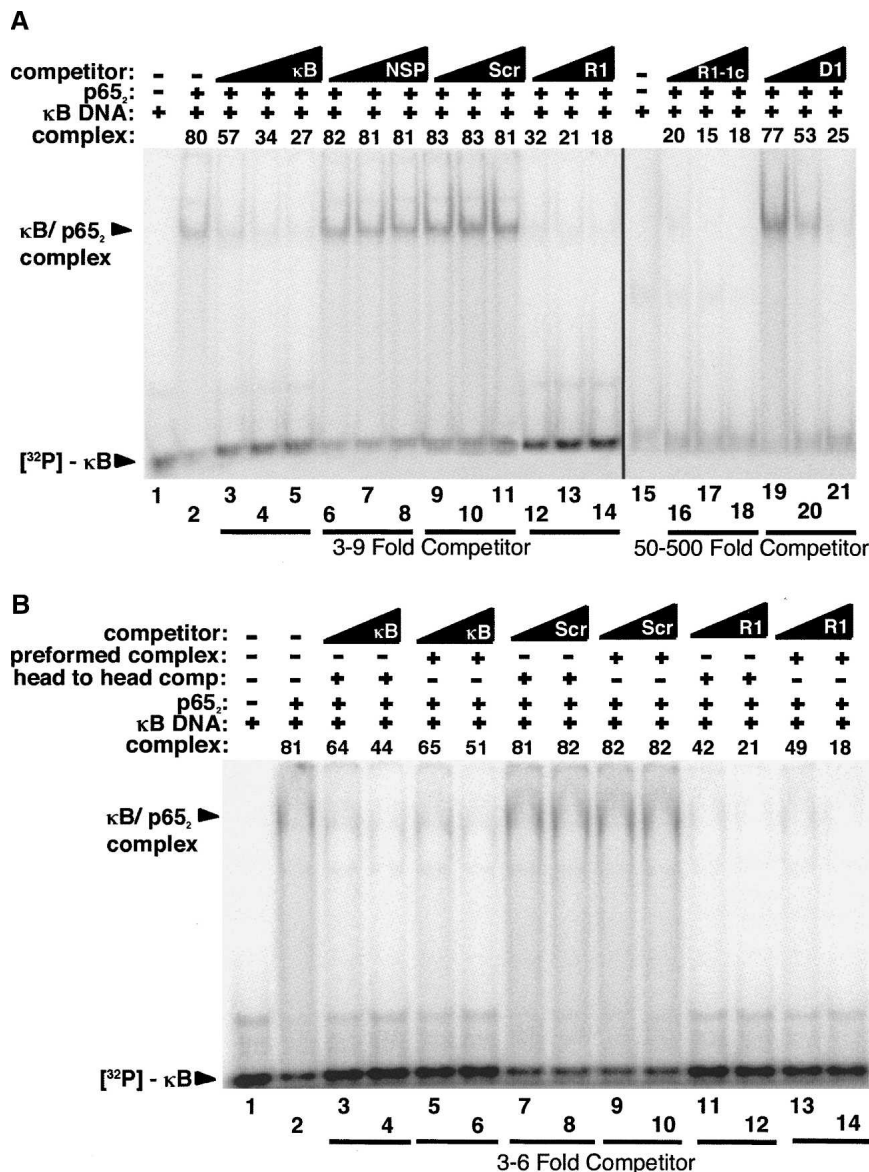 A
competitor: - - κB NSP Scr R1 - R1-1c D1
p65₂: - + + + + + + + + + + + + + - + + + + + +
κB DNA: + + + + + + + + + + + + + + + + + + + + +
complex: 80 57 34 27 82 81 81 83 83 81 32 21 18 20 15 18 77 53 25
κB/ p65₂
complex
[³²P] - κB
1 3 5 7 9 11 13 15 17 19 21
2 4 6 8 10 12 14 16 18 20
3-9 Fold Competitor 50-500 Fold Competitor
B
competitor: - - κB κB Scr Scr R1 R1
preformed complex: - - - - + + - - + + - - + +
head to head comp: - - + + - - + + - - + + - -
p65₂: - + + + + + + + + + + + + +
κB DNA: + + + + + + + + + + + + + +
complex: 81 64 44 65 51 81 82 82 82 42 21 49 18
κB/ p65₂
complex
[³²P] - κB
1 3 5 7 9 11 13
2 4 6 8 10 12 14
3-6 Fold Competitor